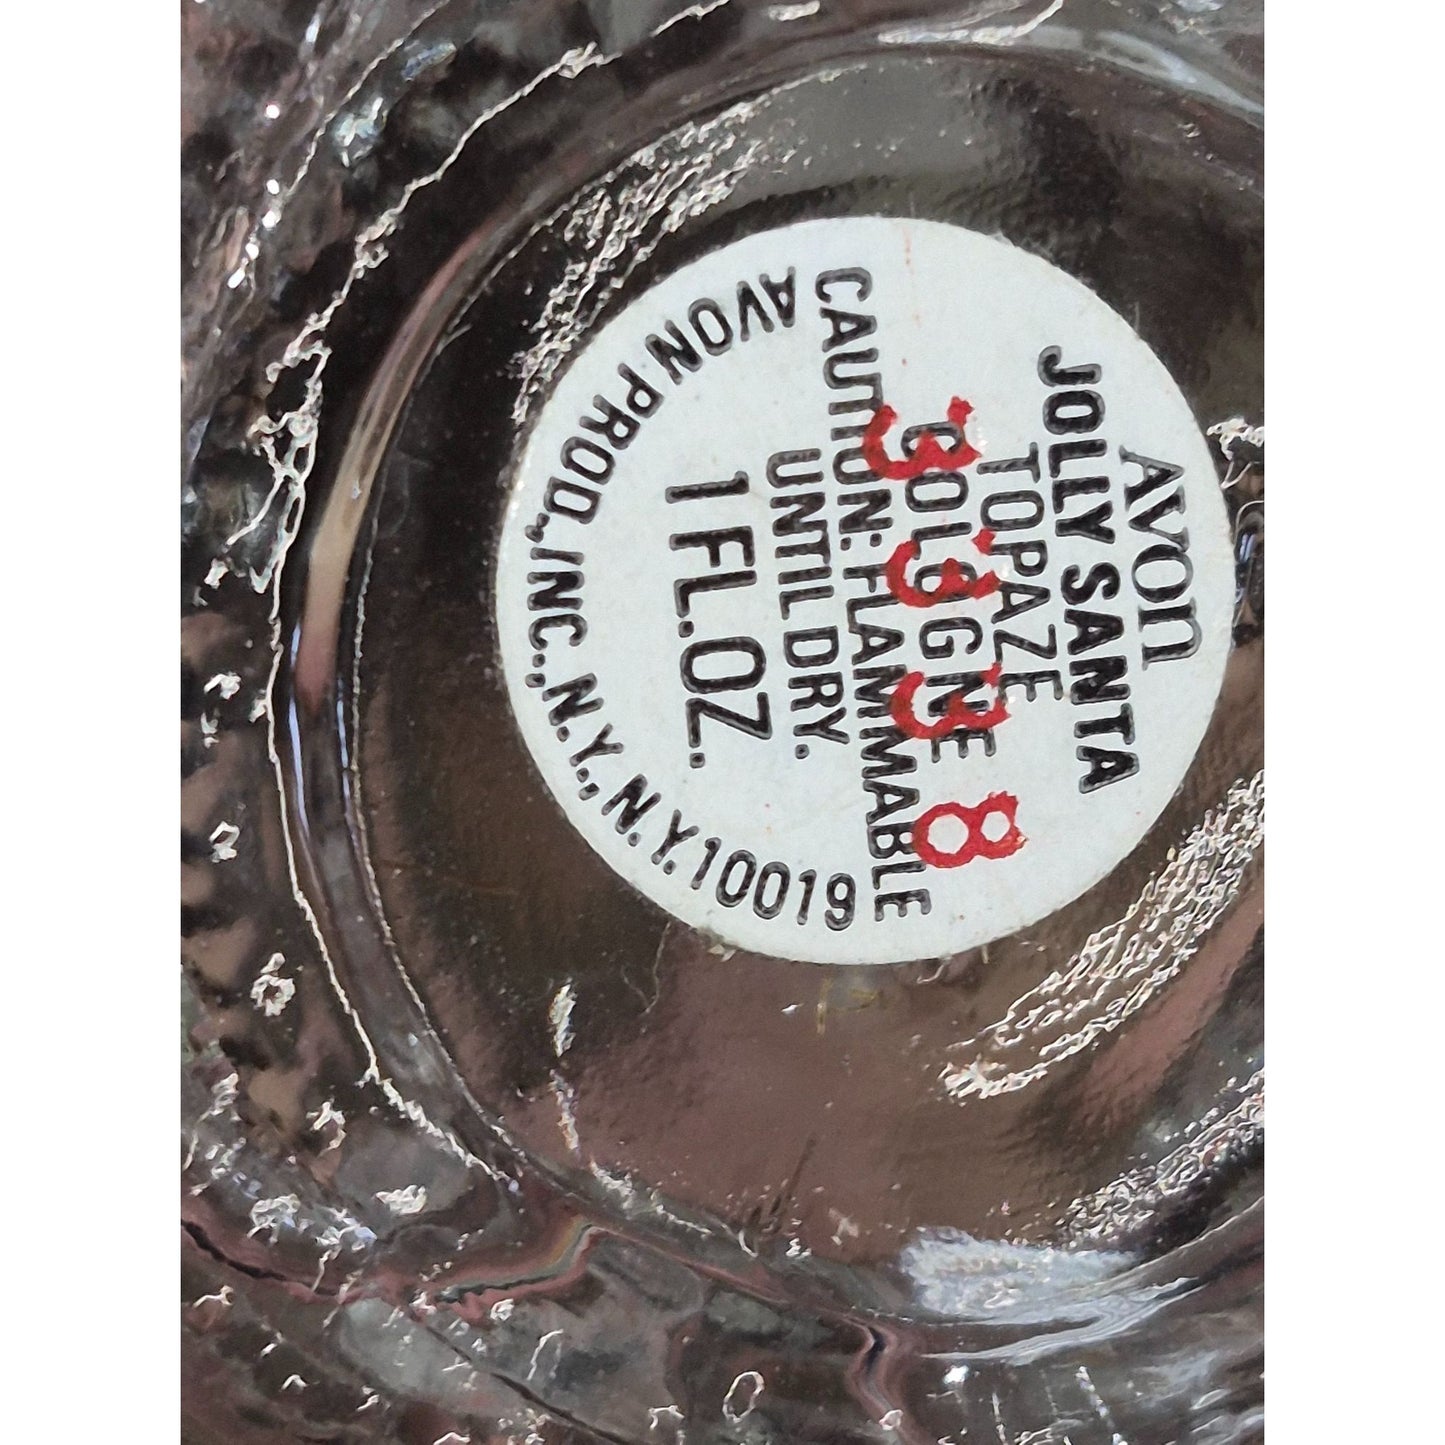 AVON
JOLLY SANTA
TOPAZE
COLOGNE
3338
CAUTION: FLAMMABLE
UNTIL DRY.
1 FL.OZ.
AVON PROD., INC., N.Y., N.Y. 10019